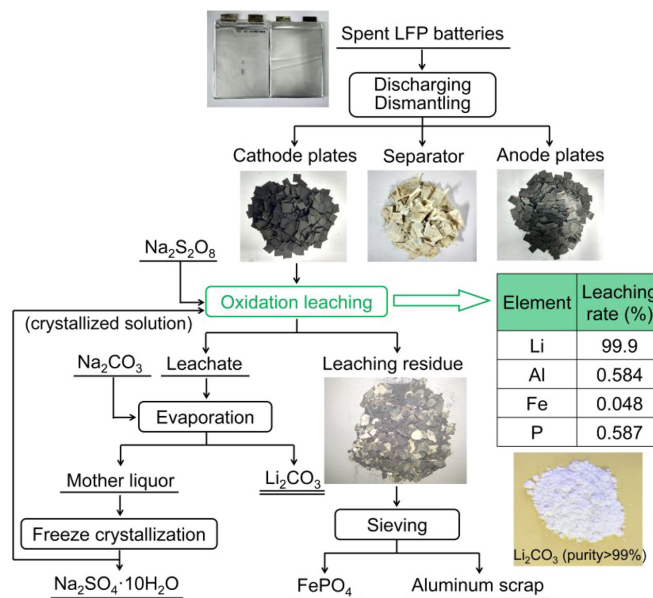 Spent LFP batteries
Discharging
Dismantling
Cathode plates
Separator
Anode plates
Na₂S₂O₈
Oxidation leaching
(crystallized solution)
Element
Leaching
rate (%)
Li
99.9
Al
0.584
Fe
0.048
P
0.587
Na₂CO₃
Leachate
Leaching residue
Evaporation
Mother liquor
Li₂CO₃
Freeze crystallization
Sieving
Li₂CO₃ (purity>99%)
Na₂SO₄·10H₂O
FePO₄
Aluminum scrap